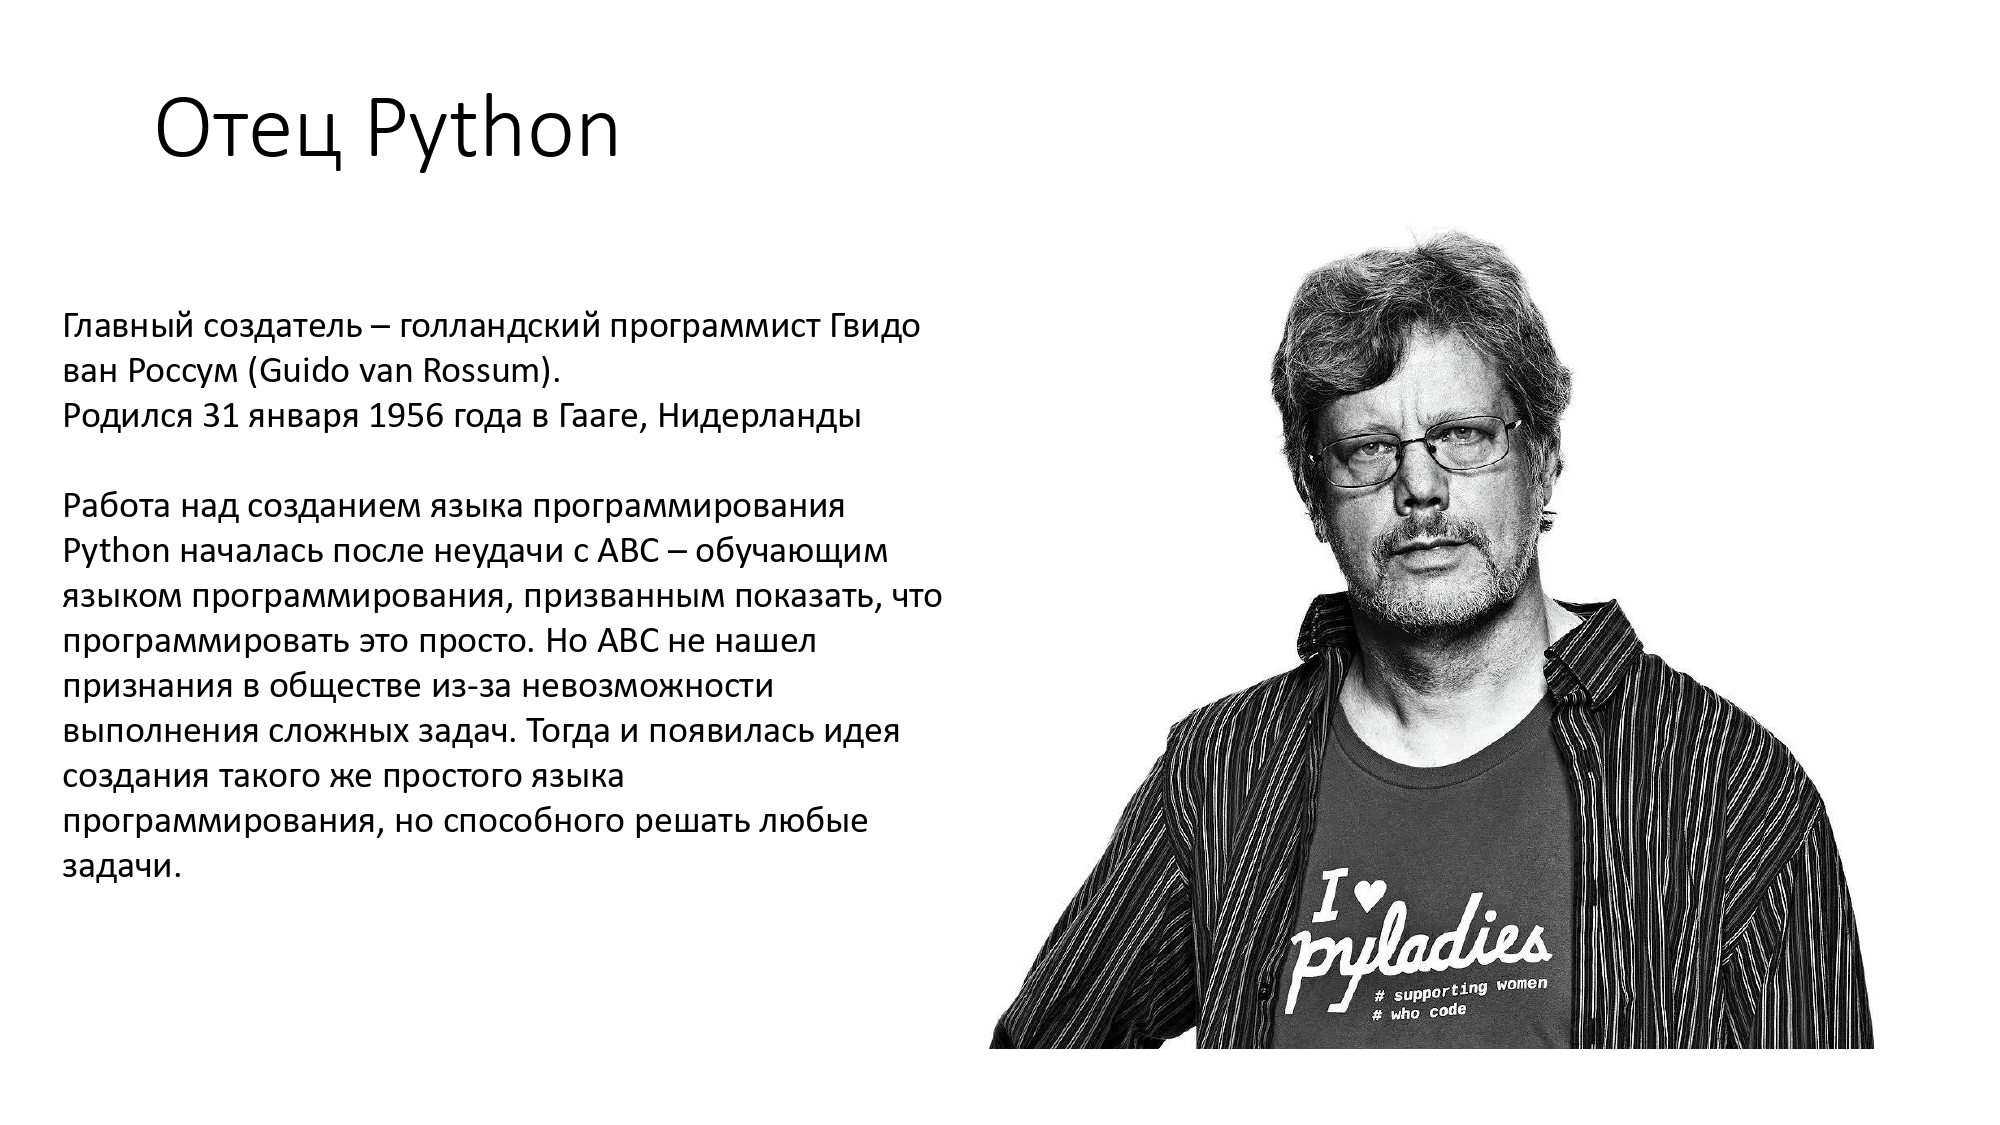 Отец Python
Главный создатель – голландский программист Гвидо
ван Россум (Guido van Rossum).
Родился 31 января 1956 года в Гааге, Нидерланды
Работа над созданием языка программирования
Python началась после неудачи с ABC – обучающим
языком программирования, призванным показать, что
программировать это просто. Но ABC не нашел
признания в обществе из-за невозможности
выполнения сложных задач. Тогда и появилась идея
создания такого же простого языка
программирования, но способного решать любые
задачи.
I ♥
pyladies
# supporting women
# who code